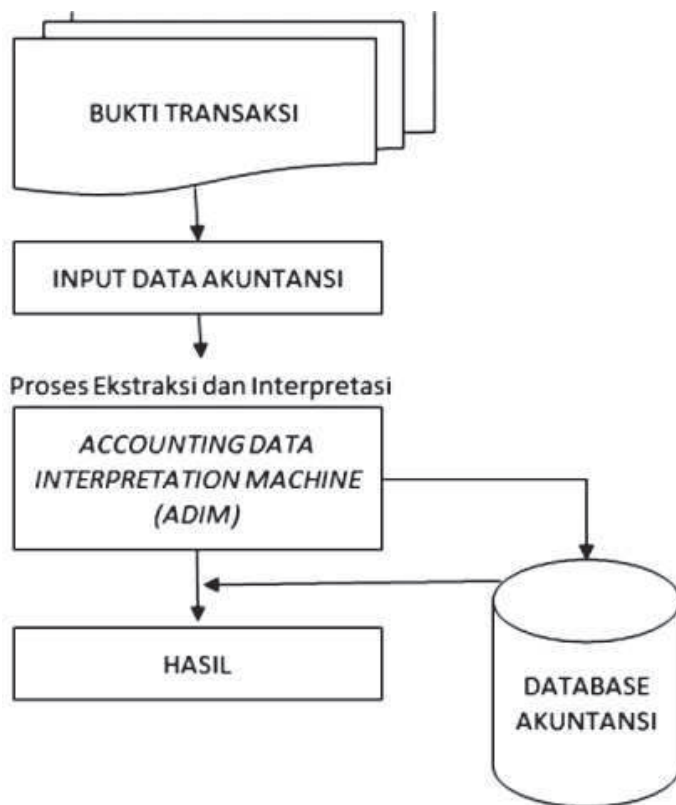 BUKTI TRANSAKSI
INPUT DATA AKUNTANSI
Proses Ekstraksi dan Interpretasi
ACCOUNTING DATA
INTERPRETATION MACHINE
(ADIM)
HASIL
DATABASE
AKUNTANSI